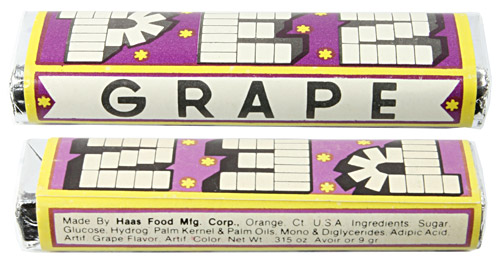 PEZ
GRAPE
PEZ
Made By Haas Food Mfg. Corp., Orange, Ct. U.S.A. Ingredients: Sugar,
Glucose, Hydrog. Palm Kernel & Palm Oils, Mono & Diglycerides, Adipic Acid,
Artif. Grape Flavor, Artif. Color. Net Wt. .315 oz. Avoir or 9 gr.